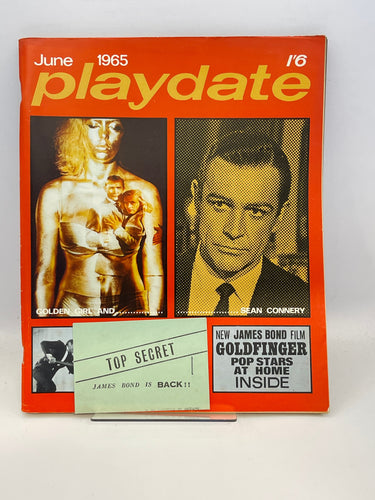 June 1965 1'6
playdate
GOLDEN GIRL AND..............
..............SEAN CONNERY
TOP SECRET
JAMES BOND IS BACK!!
NEW JAMES BOND FILM
GOLDFINGER
POP STARS
AT HOME
INSIDE